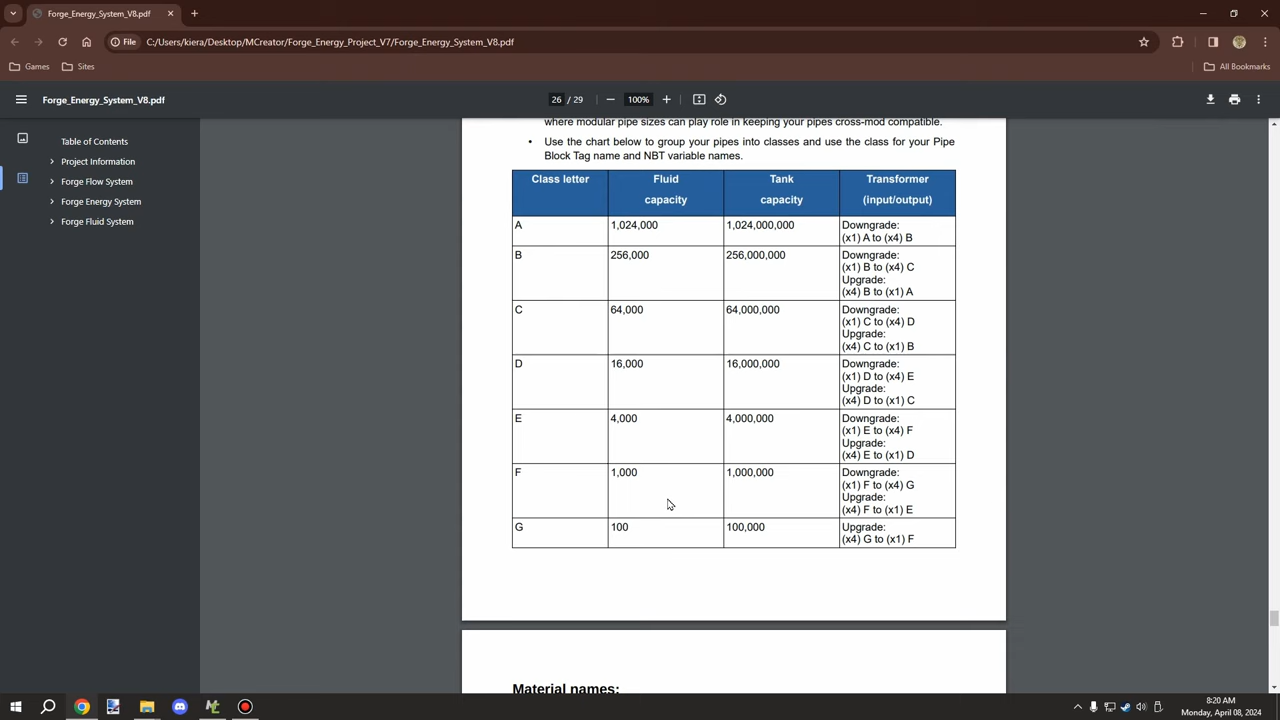 Forge_Energy_System_V8.pdf
File
C:/Users/kiera/Desktop/MCreator/Forge_Energy_Project_V7/Forge_Energy_System_V8.pdf
Games
Sites
All Bookmarks
Forge_Energy_System_V8.pdf
26 / 29
100%
Table of Contents
Project Information
Forge Flow System
Forge Energy System
Forge Fluid System
where modular pipe sizes can play role in keeping your pipes cross-mod compatible.
• Use the chart below to group your pipes into classes and use the class for your Pipe
Block Tag name and NBT variable names.
Class letter
Fluid
capacity
Tank
capacity
Transformer
(input/output)
A
1,024,000
1,024,000,000
Downgrade:
(x1) A to (x4) B
B
256,000
256,000,000
Downgrade:
(x1) B to (x4) C
Upgrade:
(x4) B to (x1) A
C
64,000
64,000,000
Downgrade:
(x1) C to (x4) D
Upgrade:
(x4) C to (x1) B
D
16,000
16,000,000
Downgrade:
(x1) D to (x4) E
Upgrade:
(x4) D to (x1) C
E
4,000
4,000,000
Downgrade:
(x1) E to (x4) F
Upgrade:
(x4) E to (x1) D
F
1,000
1,000,000
Downgrade:
(x1) F to (x4) G
Upgrade:
(x4) F to (x1) E
G
100
100,000
Upgrade:
(x4) G to (x1) F
Material names:
8:20 AM
Monday, April 08, 2024